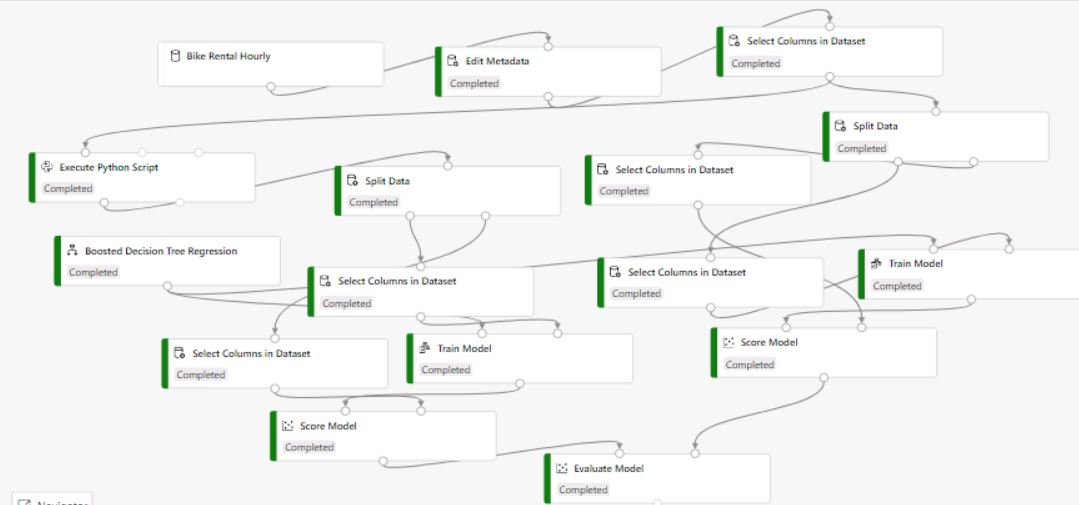 Bike Rental Hourly
Edit Metadata
Completed
Select Columns in Dataset
Completed
Split Data
Completed
Execute Python Script
Completed
Split Data
Completed
Select Columns in Dataset
Completed
Boosted Decision Tree Regression
Completed
Select Columns in Dataset
Completed
Select Columns in Dataset
Completed
Train Model
Completed
Select Columns in Dataset
Completed
Train Model
Completed
Score Model
Completed
Score Model
Completed
Evaluate Model
Completed
Navigator